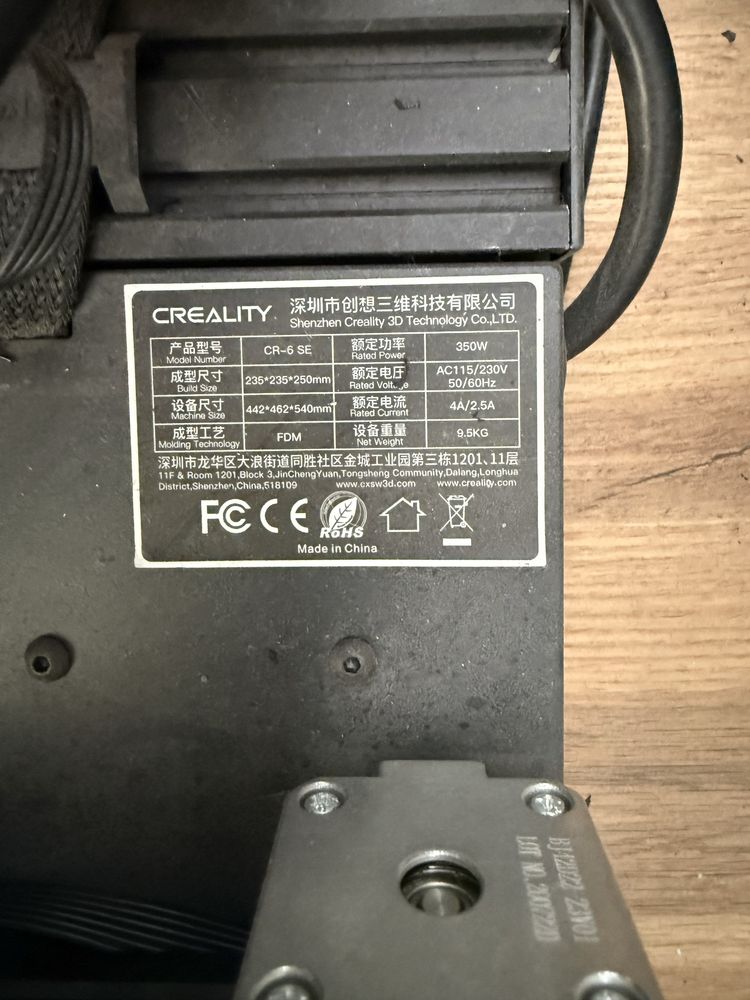 CREALITY 深圳市创想三维科技有限公司
Shenzhen Creality 3D Technology Co.,LTD.
产品型号 CR-6 SE 额定功率 350W
Model Number Rated Power
成型尺寸 235*235*250mm 额定电压 AC115/230V
Build Size Rated Voltage 50/60Hz
设备尺寸 442*462*540mm 额定电流 4A/2.5A
Machine Size Rated Current
成型工艺 FDM 设备重量 9.5KG
Molding Technology Net Weight
深圳市龙华区大浪街道同胜社区金城工业园第三栋1201、11层
11F & Room 1201,Block 3,JinChengYuan,Tongsheng Community,Dalang,Longhua
District,Shenzhen,China,518109 www.cxsw3d.com www.creality.com
FC CE RoHS
Made in China